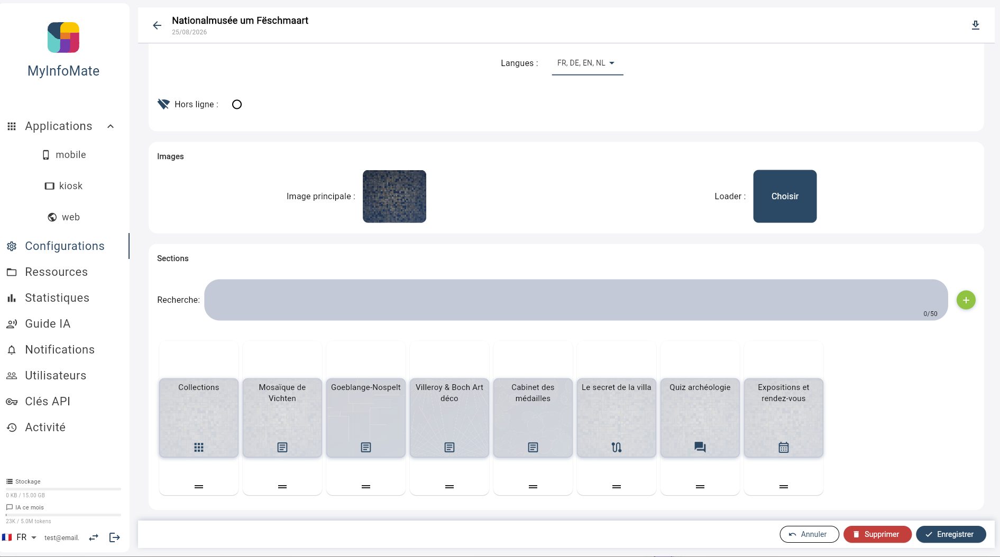 MyInfoMate
Applications
mobile
kiosk
web
Configurations
Ressources
Statistiques
Guide IA
Notifications
Utilisateurs
Clés API
Activité
Stockage
0 KB / 15.00 GB
IA ce mois
23K / 5.0M tokens
FR
test@email.
Nationalmusée um Fëschmaart
25/08/2026
Langues :
FR, DE, EN, NL
Hors ligne :
Images
Image principale :
Loader :
Choisir
Sections
Recherche:
0/50
Collections
Mosaïque de
Vichten
Goeblange-Nospelt
Villeroy & Boch Art
déco
Cabinet des
médailles
Le secret de la villa
Quiz archéologie
Expositions et
rendez-vous
Annuler
Supprimer
Enregistrer